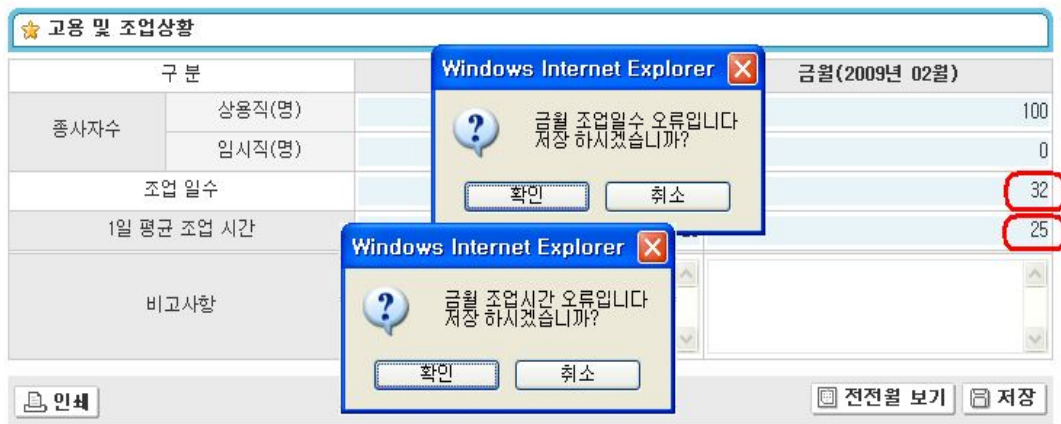 고용 및 조업상황
구 분
금월(2009년 02월)
종사자수
상용직(명)
100
임시직(명)
0
조업 일수
32
1일 평균 조업 시간
25
비고사항
Windows Internet Explorer
금월 조업일수 오류입니다
저장 하시겠습니까?
확인 취소
Windows Internet Explorer
금월 조업시간 오류입니다
저장 하시겠습니까?
확인 취소
인쇄 전전월 보기 저장